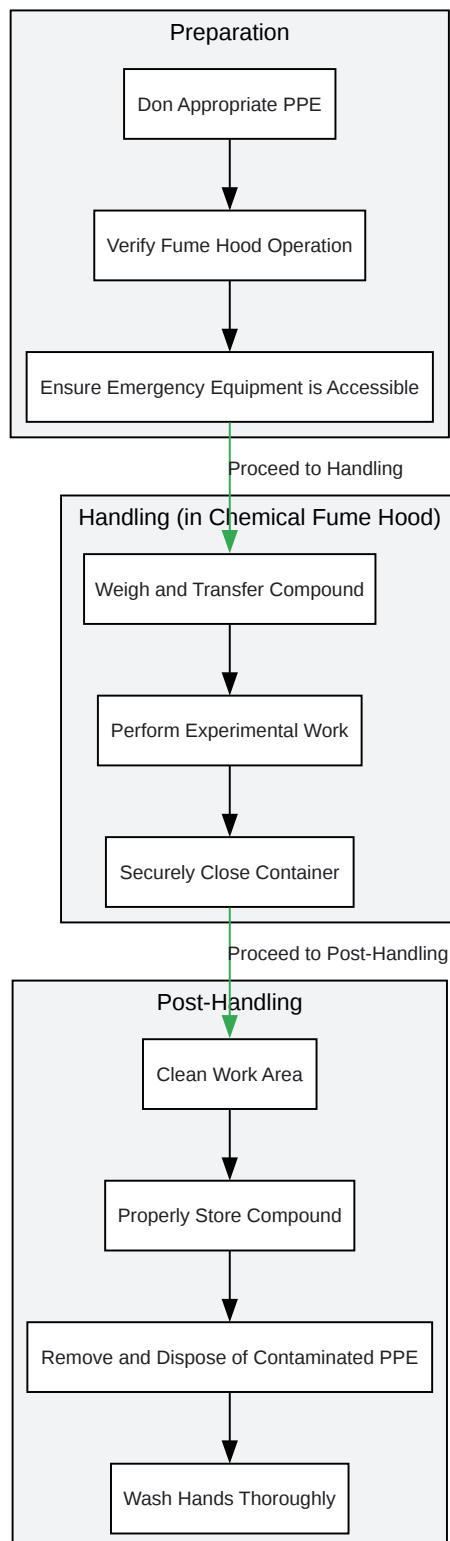 Preparation
Don Appropriate PPE
Verify Fume Hood Operation
Ensure Emergency Equipment is Accessible
Proceed to Handling
Handling (in Chemical Fume Hood)
Weigh and Transfer Compound
Perform Experimental Work
Securely Close Container
Proceed to Post-Handling
Post-Handling
Clean Work Area
Properly Store Compound
Remove and Dispose of Contaminated PPE
Wash Hands Thoroughly